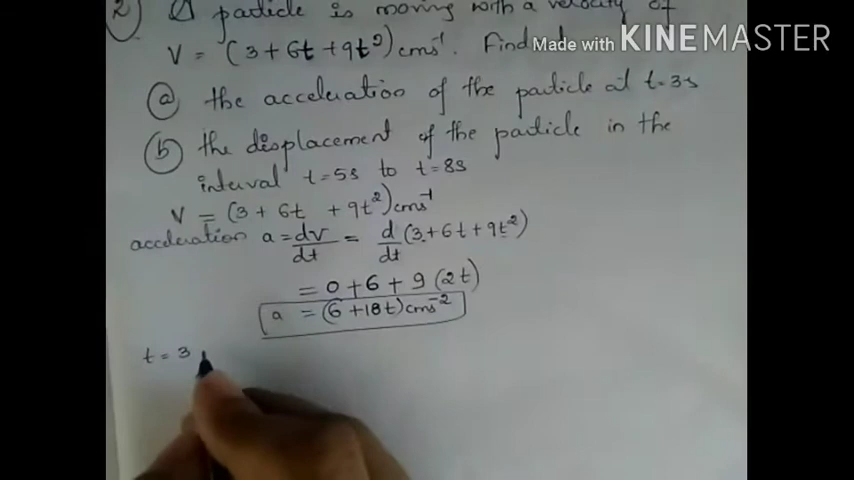 2) A particle is moving with a velocity of
V = (3 + 6t + 9t²) cms⁻¹. Find
Made with KINEMASTER
(a) the acceleration of the particle at t = 3s
(b) the displacement of the particle in the
interval t = 5s to t = 8s
V = (3 + 6t + 9t²) cms⁻¹
acceleration a = dv/dt = d/dt (3 + 6t + 9t²)
= 0 + 6 + 9 (2t)
a = (6 + 18t) cms⁻²
t = 3